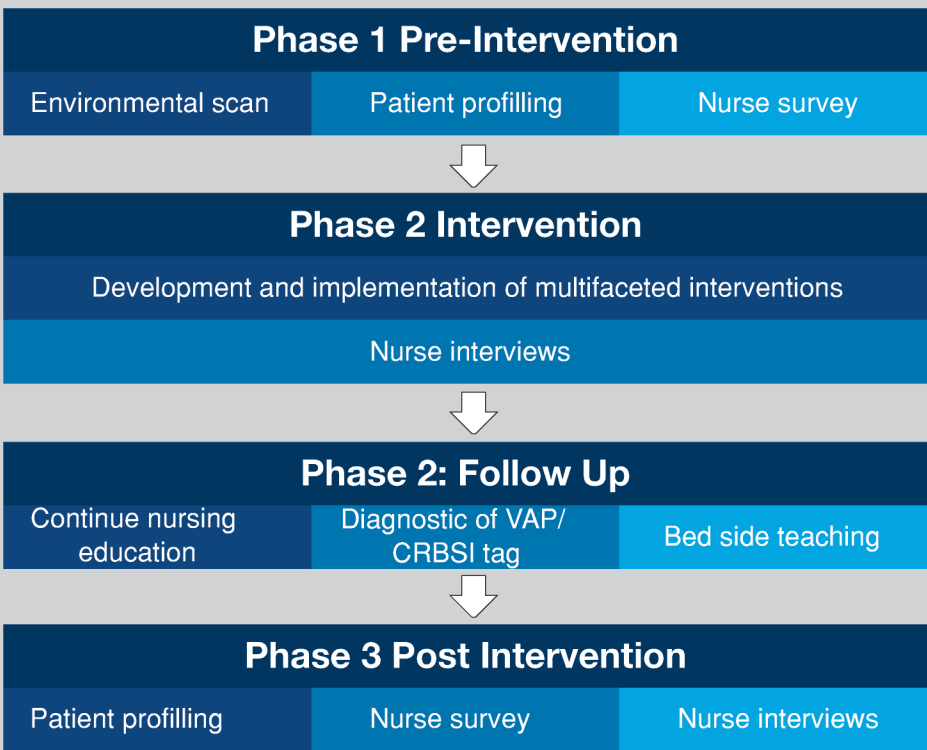 Phase 1 Pre-Intervention
Environmental scan
Patient profilling
Nurse survey
Phase 2 Intervention
Development and implementation of multifaceted interventions
Nurse interviews
Phase 2: Follow Up
Continue nursing
education
Diagnostic of VAP/
CRBSI tag
Bed side teaching
Phase 3 Post Intervention
Patient profilling
Nurse survey
Nurse interviews